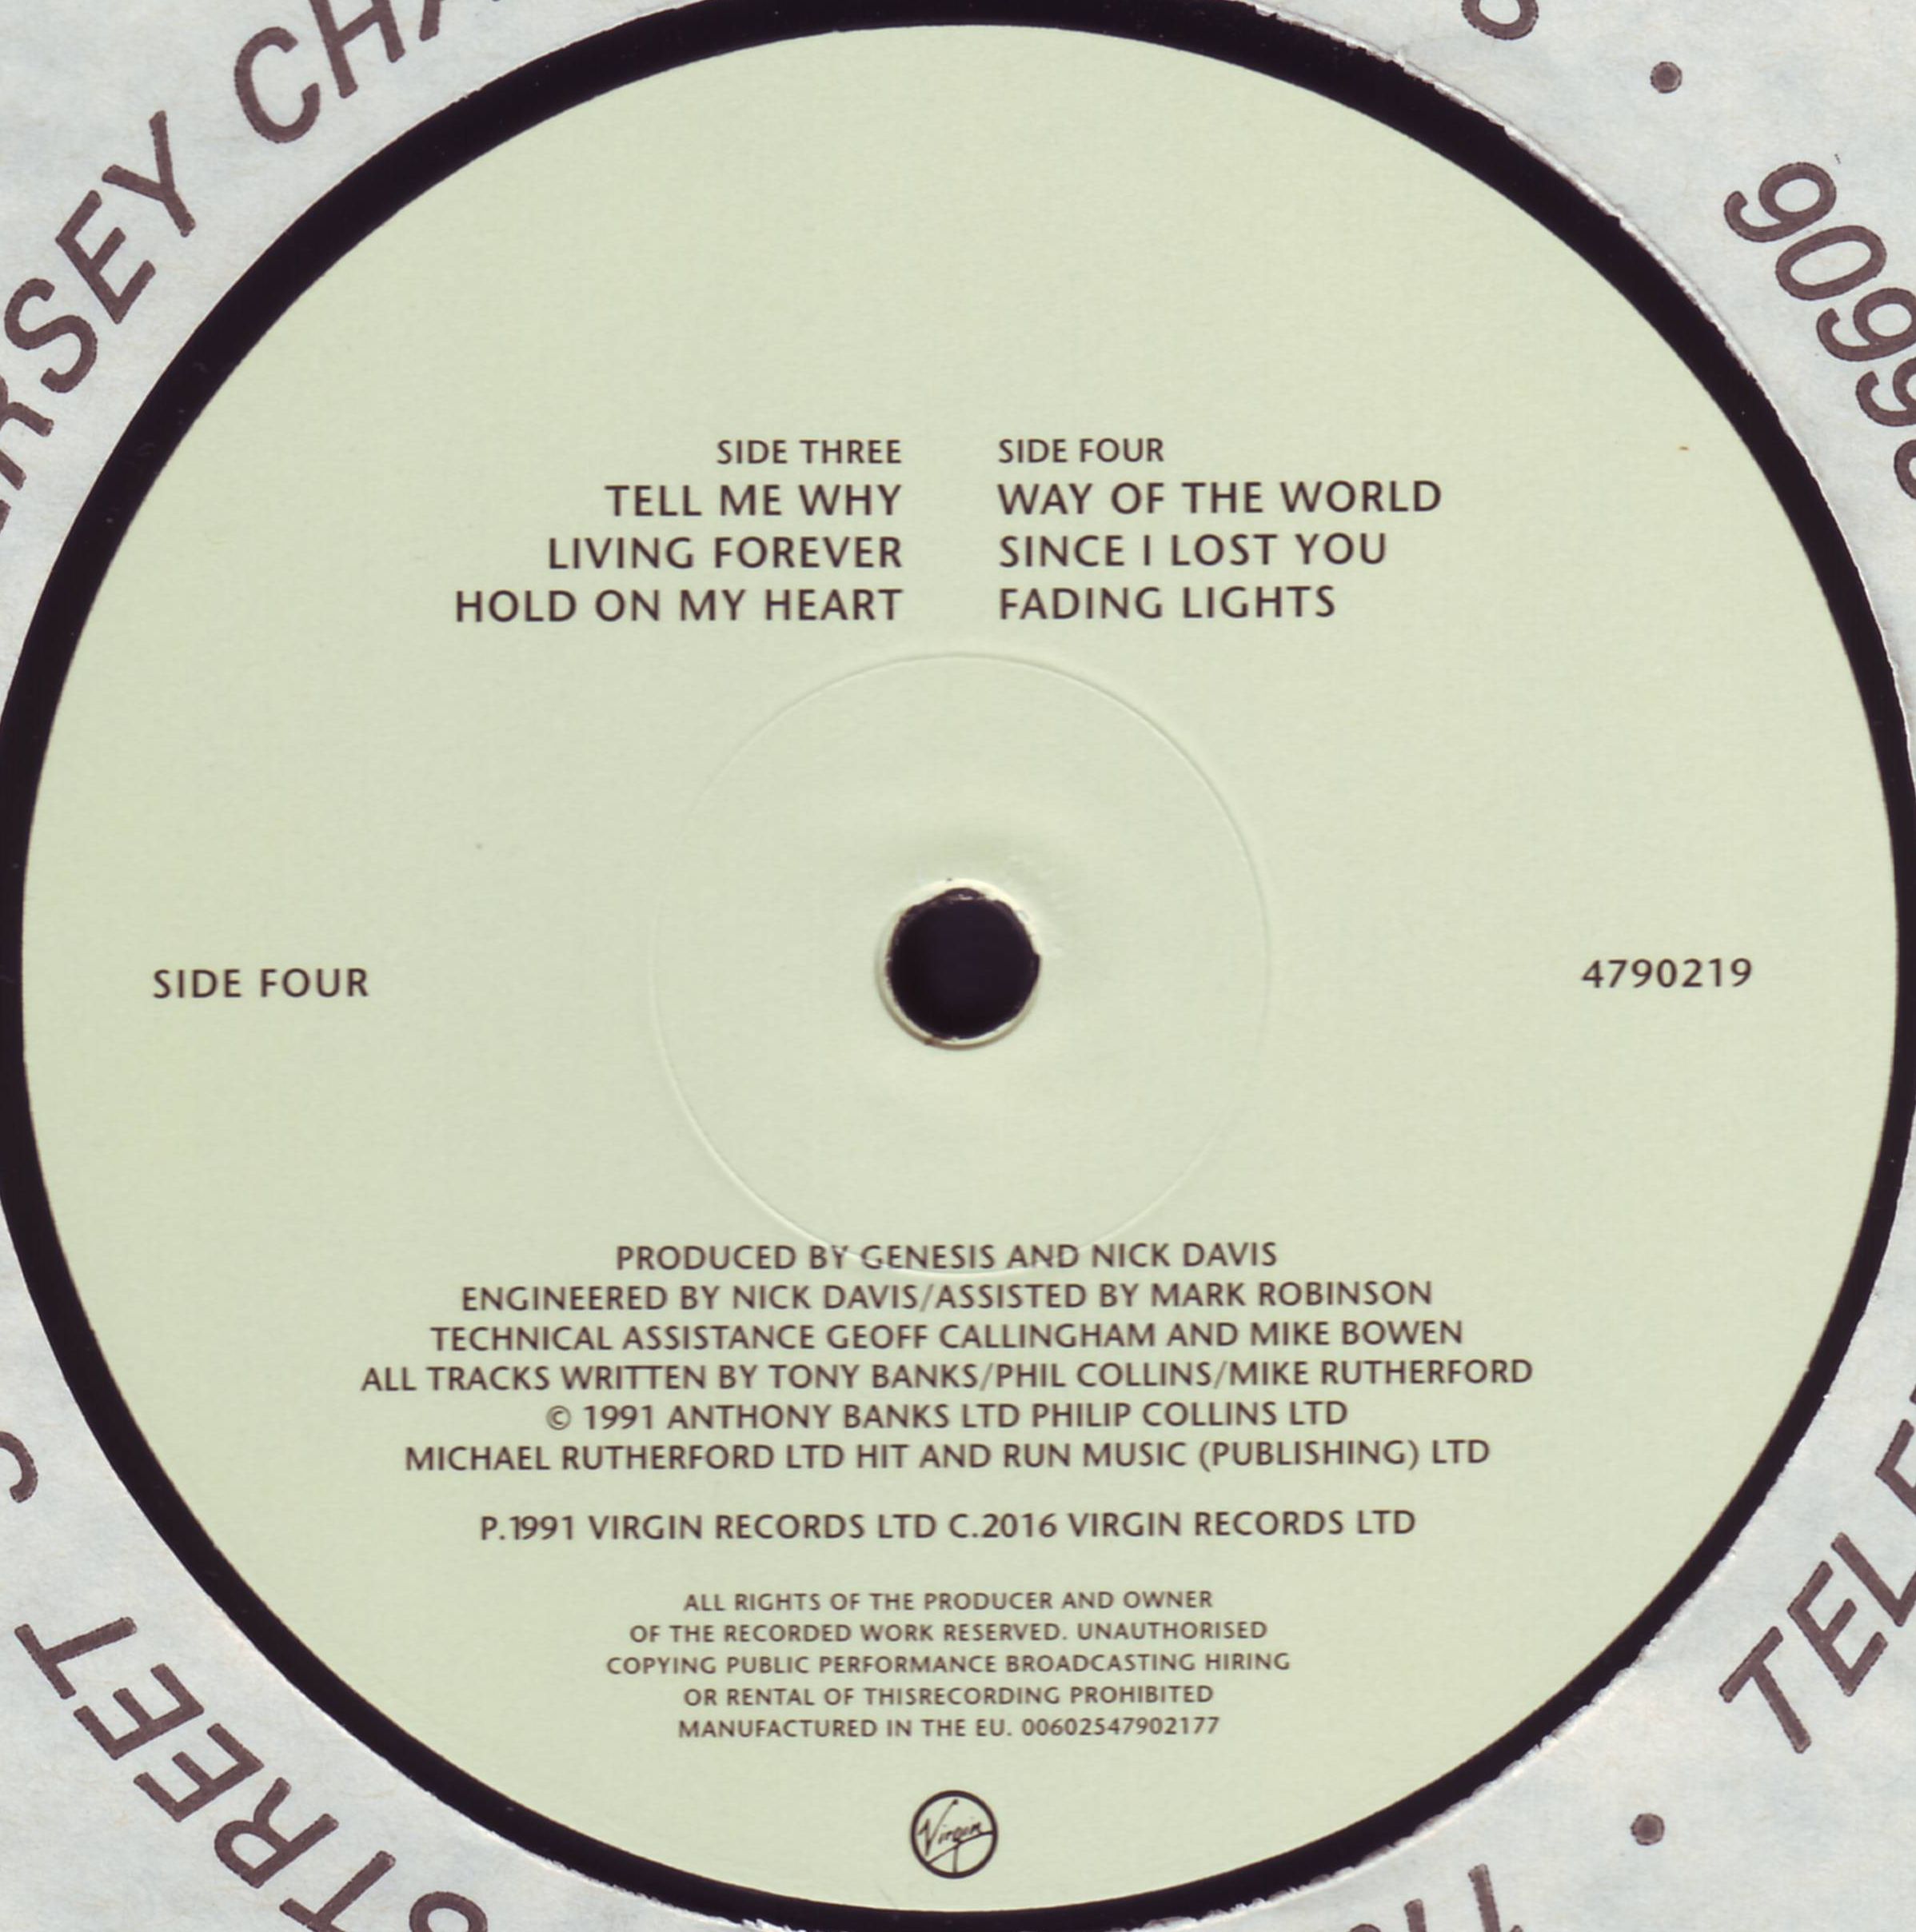 SIDE THREE
TELL ME WHY
LIVING FOREVER
HOLD ON MY HEART
SIDE FOUR
WAY OF THE WORLD
SINCE I LOST YOU
FADING LIGHTS
SIDE FOUR
4790219
PRODUCED BY GENESIS AND NICK DAVIS
ENGINEERED BY NICK DAVIS/ASSISTED BY MARK ROBINSON
TECHNICAL ASSISTANCE GEOFF CALLINGHAM AND MIKE BOWEN
ALL TRACKS WRITTEN BY TONY BANKS/PHIL COLLINS/MIKE RUTHERFORD
© 1991 ANTHONY BANKS LTD PHILIP COLLINS LTD
MICHAEL RUTHERFORD LTD HIT AND RUN MUSIC (PUBLISHING) LTD
P.1991 VIRGIN RECORDS LTD C.2016 VIRGIN RECORDS LTD
ALL RIGHTS OF THE PRODUCER AND OWNER
OF THE RECORDED WORK RESERVED. UNAUTHORISED
COPYING PUBLIC PERFORMANCE BROADCASTING HIRING
OR RENTAL OF THISRECORDING PROHIBITED
MANUFACTURED IN THE EU. 00602547902177
Virgin
STREET